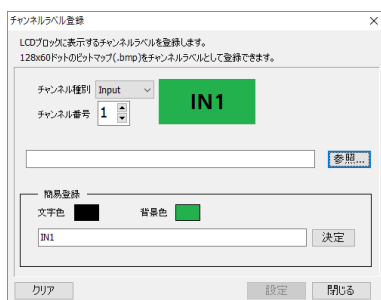 チャンネルラベル登録
LCDブロックに表示するチャンネルラベルを登録します。
128x60ドットのビットマップ(.bmp)をチャンネルラベルとして登録できます。
チャンネル種別 Input
チャンネル番号 1
IN1
参照...
簡易登録
文字色 背景色
IN1 決定
クリア 設定 閉じる